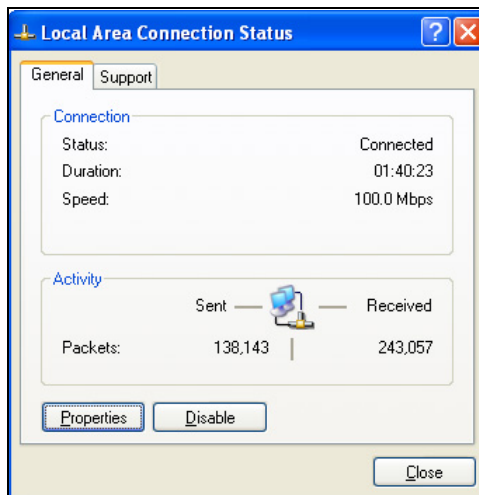 Local Area Connection Status
General Support
Connection
Status: Connected
Duration: 01:40:23
Speed: 100.0 Mbps
Activity
Sent Received
Packets: 138,143 243,057
Properties Disable
Close